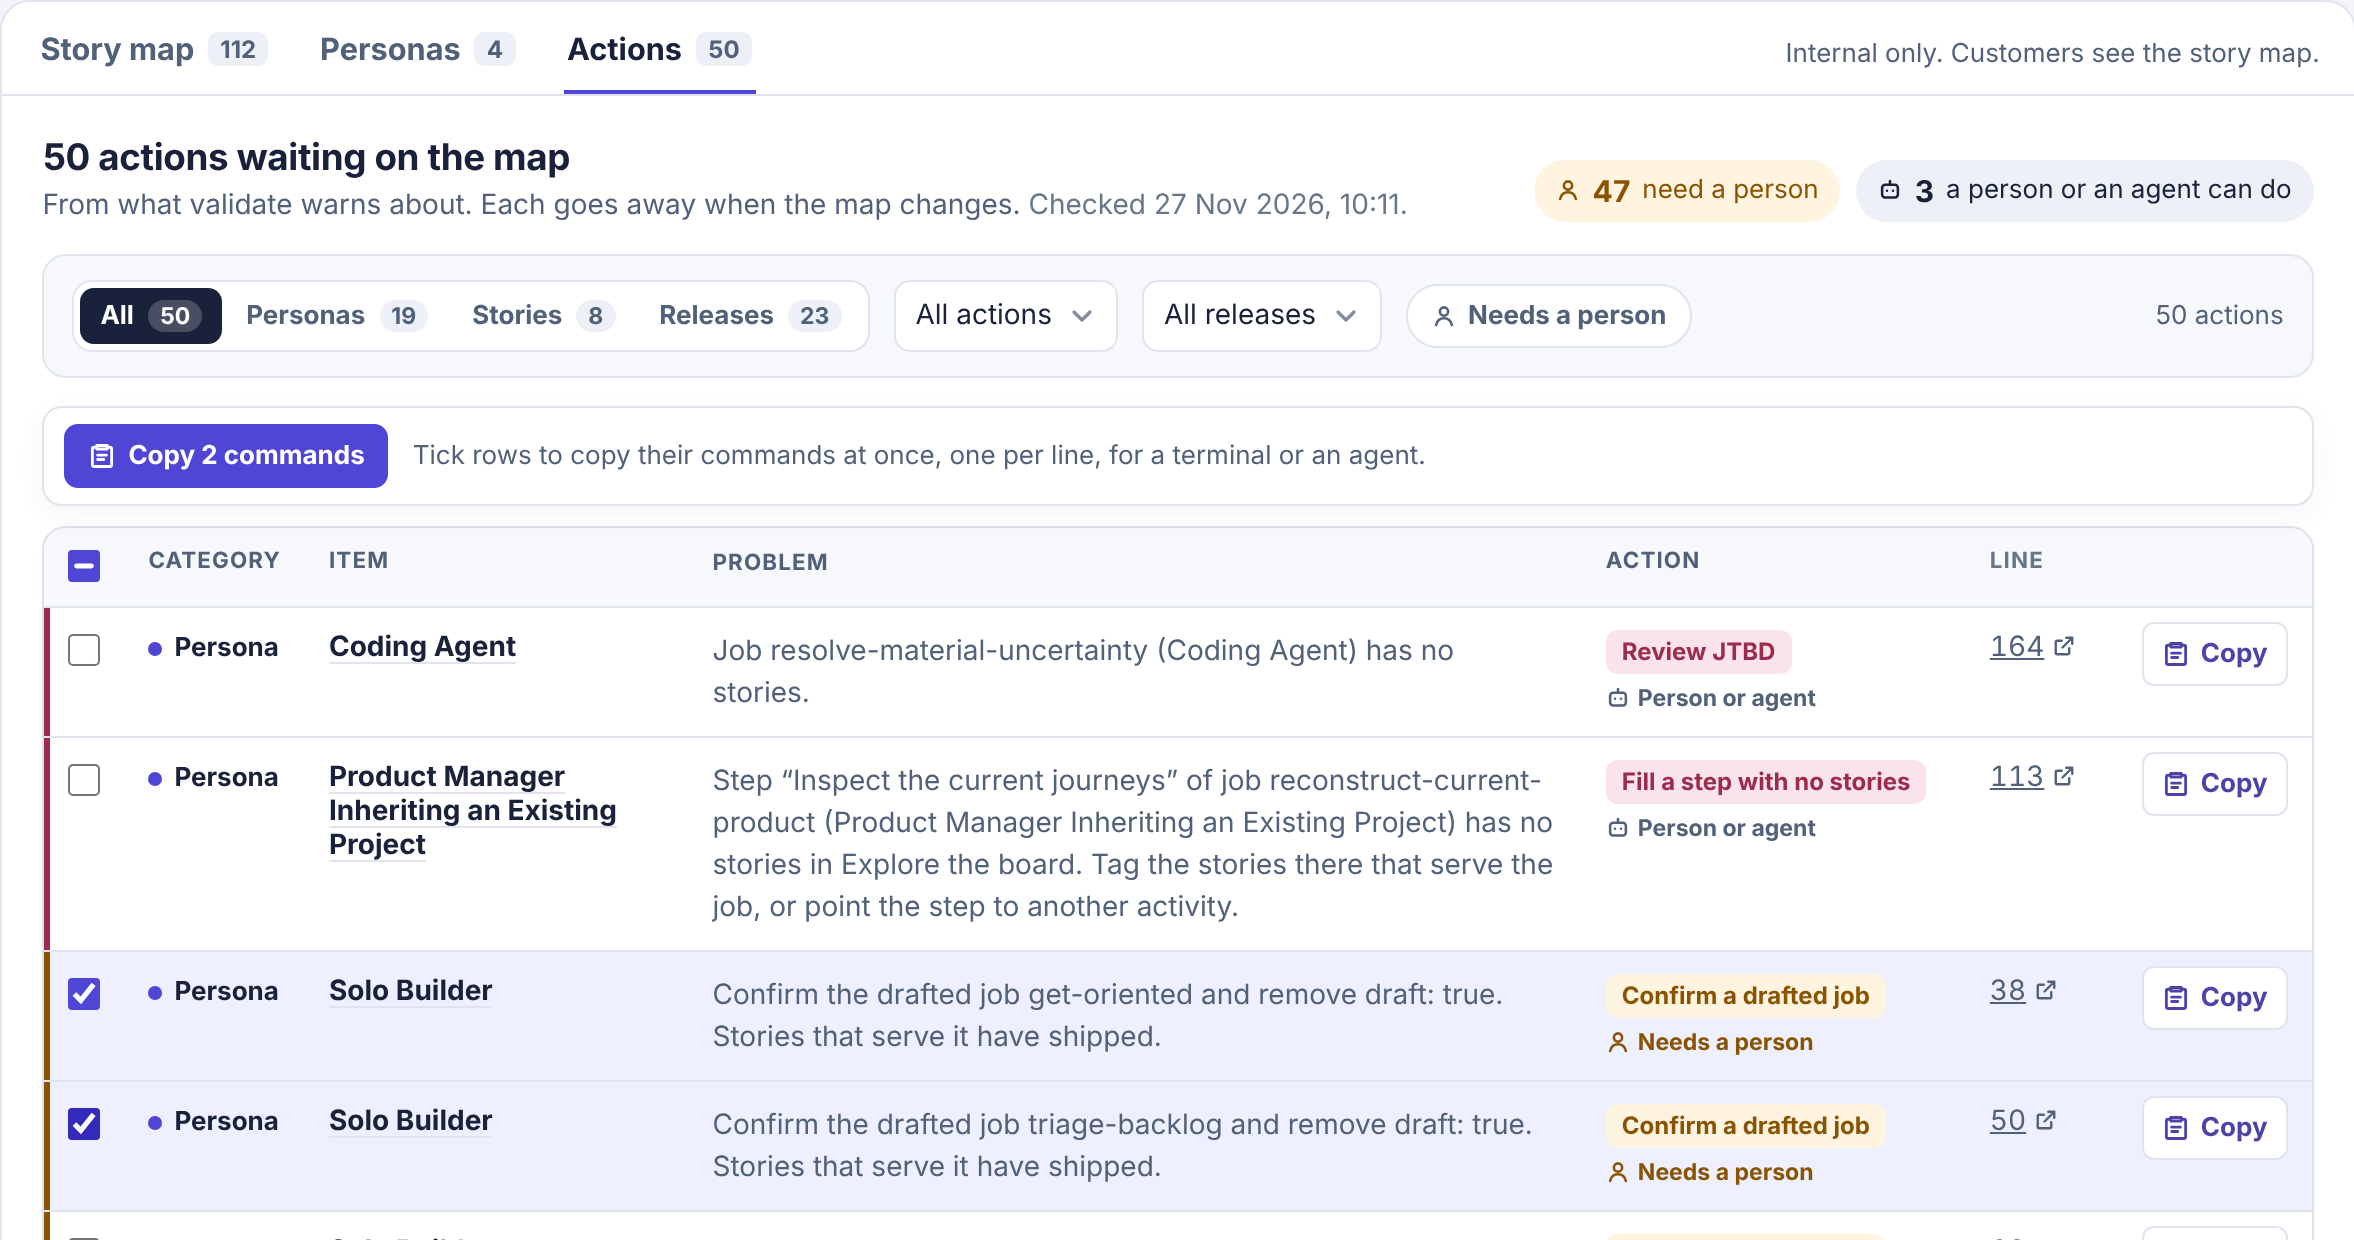 Story map 112 Personas 4 Actions 50
Internal only. Customers see the story map.
50 actions waiting on the map
From what validate warns about. Each goes away when the map changes. Checked 27 Nov 2026, 10:11.
47 need a person
3 a person or an agent can do
All 50 Personas 19 Stories 8 Releases 23
All actions
All releases
Needs a person
50 actions
Copy 2 commands
Tick rows to copy their commands at once, one per line, for a terminal or an agent.
CATEGORY ITEM PROBLEM ACTION LINE
Persona
Coding Agent
Job resolve-material-uncertainty (Coding Agent) has no
stories.
Review JTBD
Person or agent
164
Copy
Persona
Product Manager
Inheriting an Existing
Project
Step “Inspect the current journeys” of job reconstruct-current-
product (Product Manager Inheriting an Existing Project) has no
stories in Explore the board. Tag the stories there that serve the
job, or point the step to another activity.
Fill a step with no stories
Person or agent
113
Copy
Persona
Solo Builder
Confirm the drafted job get-oriented and remove draft: true.
Stories that serve it have shipped.
Confirm a drafted job
Needs a person
38
Copy
Persona
Solo Builder
Confirm the drafted job triage-backlog and remove draft: true.
Stories that serve it have shipped.
Confirm a drafted job
Needs a person
50
Copy